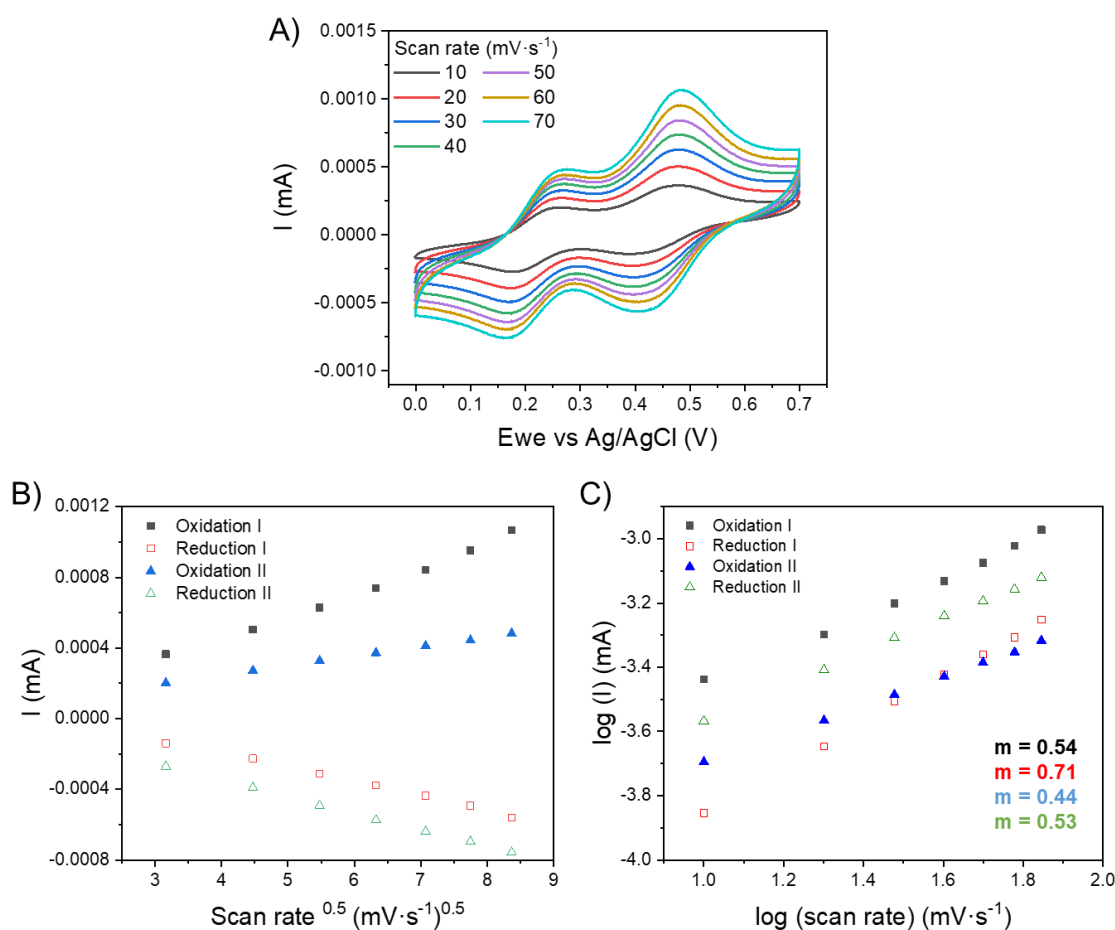 A)
0.0015
0.0010
0.0005
0.0000
-0.0005
-0.0010
I (mA)
Scan rate (mV·s⁻¹)
10 50
20 60
30 70
40
0.0 0.1 0.2 0.3 0.4 0.5 0.6 0.7
Ewe vs Ag/AgCl (V)
B)
0.0012
0.0008
0.0004
0.0000
-0.0004
-0.0008
I (mA)
Oxidation I
Reduction I
Oxidation II
Reduction II
3 4 5 6 7 8 9
Scan rate ⁰·⁵ (mV·s⁻¹)⁰·⁵
C)
-3.0
-3.2
-3.4
-3.6
-3.8
-4.0
log (I) (mA)
Oxidation I
Reduction I
Oxidation II
Reduction II
m = 0.54
m = 0.71
m = 0.44
m = 0.53
1.0 1.2 1.4 1.6 1.8 2.0
log (scan rate) (mV·s⁻¹)